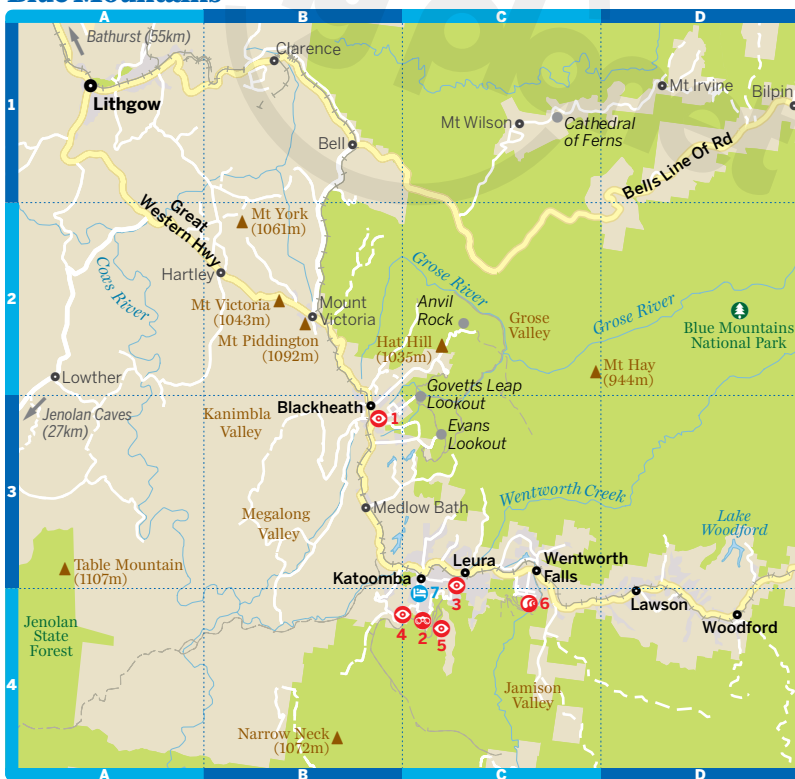 Blue Mountains
A
B
C
D
Bathurst (55km)
Clarence
Lithgow
Mt Irvine
Bilpin
1
Mt Wilson
Cathedral
of Ferns
Bell
Bells Line Of Rd
Great
Western Hwy
Mt York
(1061m)
Coxs River
Hartley
Grose River
2
Mt Victoria
(1043m)
Mount
Victoria
Anvil
Rock
Grose
Valley
Grose River
Blue Mountains
National Park
Mt Piddington
(1092m)
Hat Hill
(1035m)
Mt Hay
(944m)
Lowther
Govetts Leap
Lookout
Jenolan Caves
(27km)
Kanimbla
Valley
Blackheath
1
Evans
Lookout
3
Wentworth Creek
Medlow Bath
Megalong
Valley
Lake
Woodford
Table Mountain
(1107m)
Leura
Wentworth
Falls
Katoomba
7
3
6
Lawson
Jenolan
State
Forest
4
2
5
Woodford
4
Jamison
Valley
Narrow Neck
(1072m)
A
B
C
D